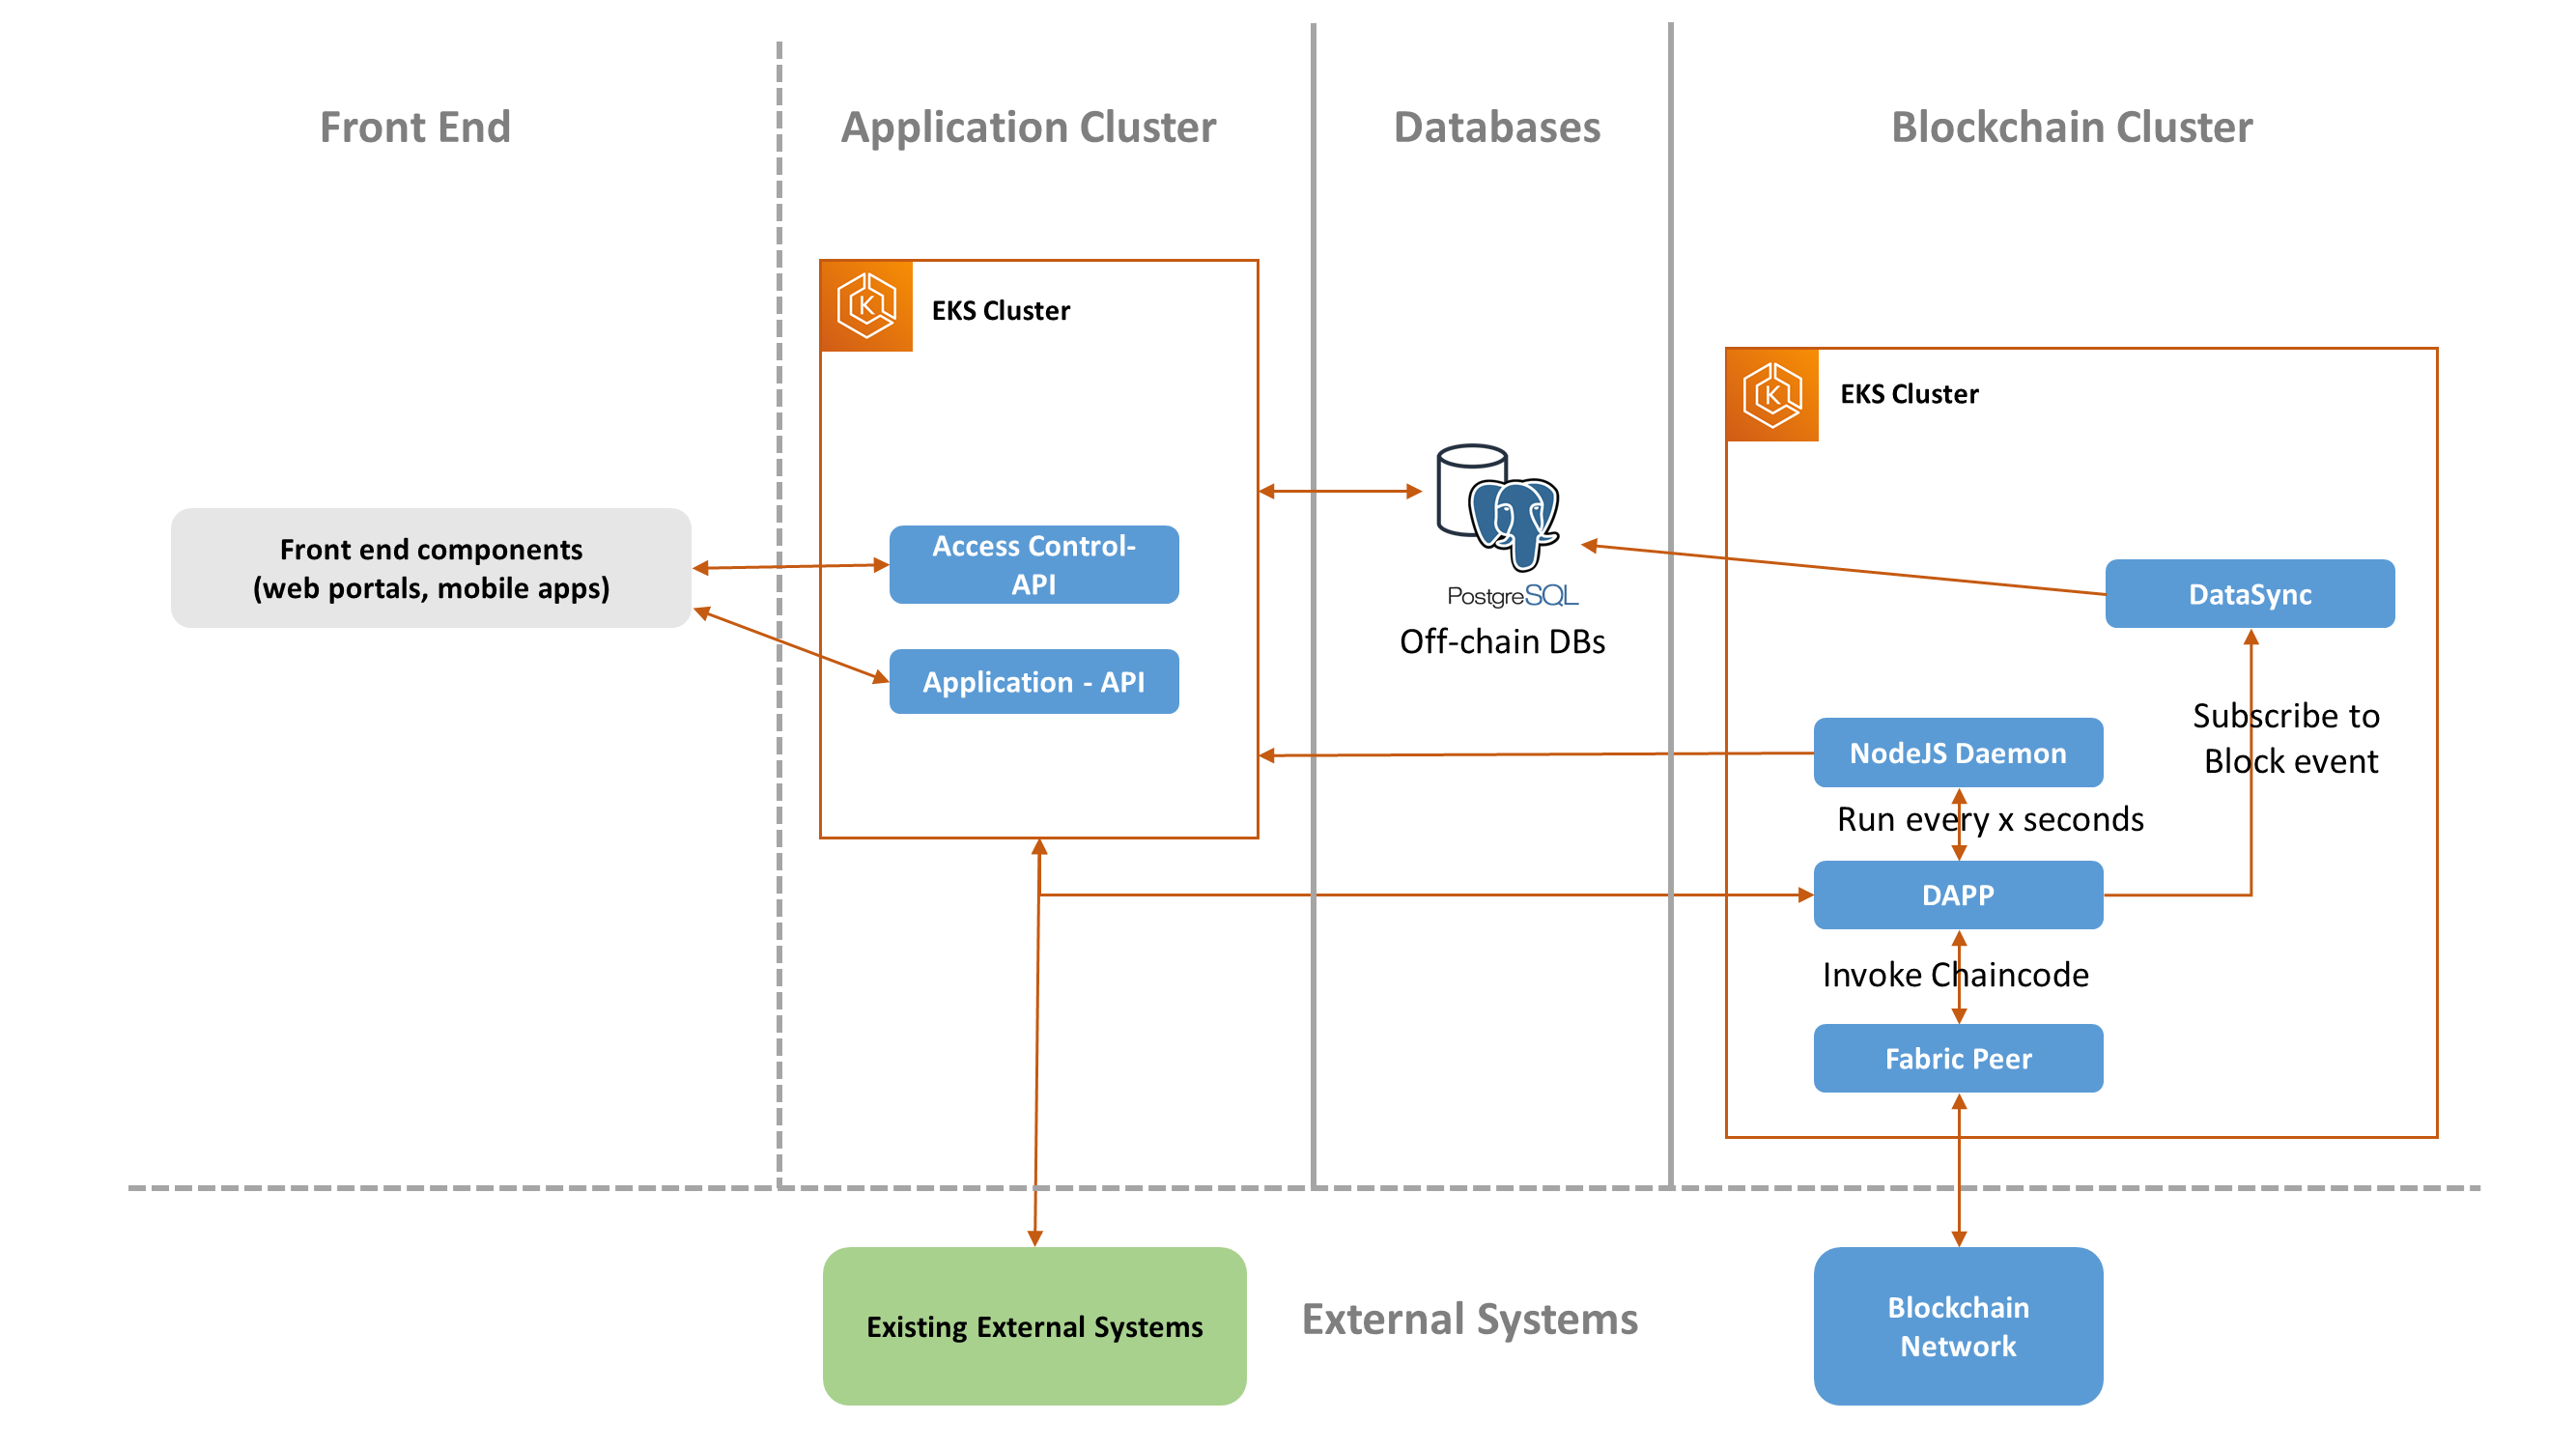 Front End
Application Cluster
Databases
Blockchain Cluster
K
EKS Cluster
K
EKS Cluster
Front end components
(web portals, mobile apps)
Access Control-
API
Application - API
PostgreSQL
Off-chain DBs
DataSync
Subscribe to
Block event
NodeJS Daemon
Run every x seconds
DAPP
Invoke Chaincode
Fabric Peer
Existing External Systems
External Systems
Blockchain
Network